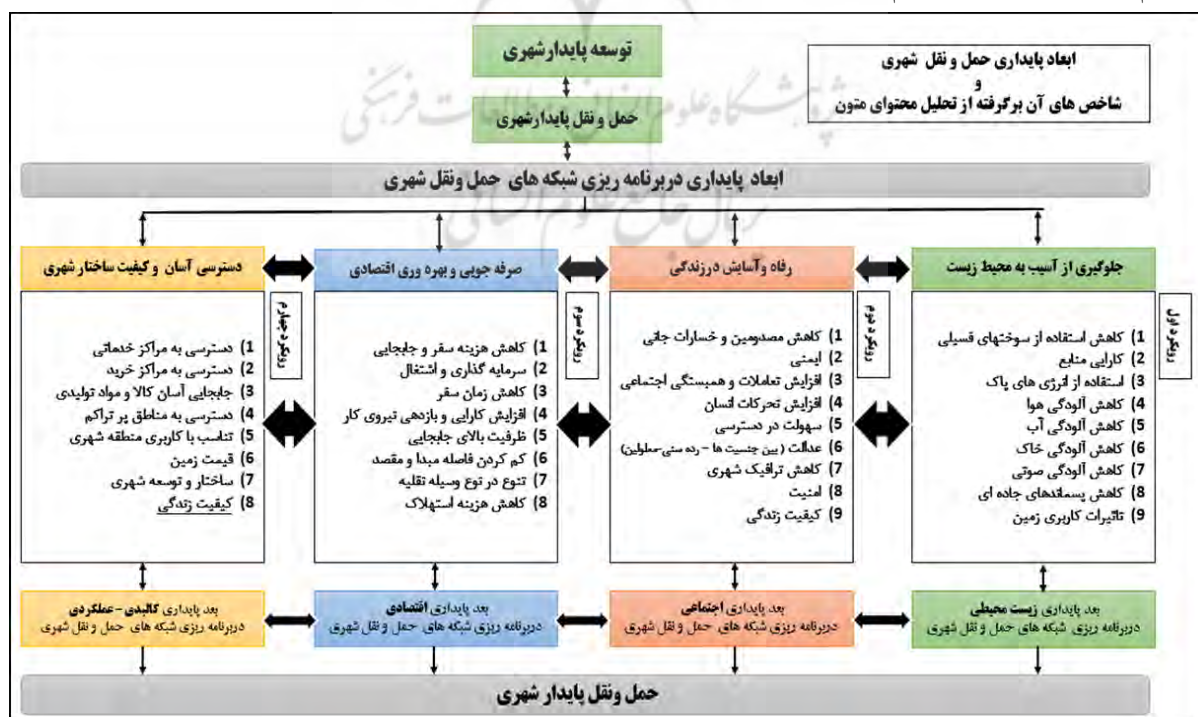 توسعه پایدارشهری
ابعاد پایداری حمل و نقل شهری
و
شاخص های آن برگرفته از تحلیل محتوای متون
حمل و نقل پایدارشهری
پژوهشگاه علوم انسانی و مطالعات فرهنگی
ابعاد پایداری دربرنامه ریزی شبکه های حمل ونقل شهری
رتال جامع علوم انسانی
جلوگیری از آسیب به محیط زیست
رویکرد اول
1) کاهش استفاده از سوختهای فسیلی
2) کارایی منابع
3) استفاده از انرژی های پاک
4) کاهش آلودگی هوا
5) کاهش آلودگی آب
6) کاهش آلودگی خاک
7) کاهش آلودگی صوتی
8) کاهش پسماندهای جاده ای
9) تاثیرات کاربری زمین
رفاه وآسایش درزندگی
رویکرد دوم
1) کاهش مصدومین و خسارات جانی
2) ایمنی
3) افزایش تعاملات و همبستگی اجتماعی
4) افزایش تحرکات انسان
5) سهولت در دسترسی
6) عدالت (بین جنسیت ها – رده سنی-معلولین)
7) کاهش ترافیک شهری
8) امنیت
9) کیفیت زندگی
صرفه جویی و بهره وری اقتصادی
رویکرد سوم
1) کاهش هزینه سفر و جابجایی
2) سرمایه گذاری و اشتغال
3) کاهش زمان سفر
4) افزایش کارایی و بازدهی نیروی کار
5) ظرفیت بالای جابجایی
6) کم کردن فاصله مبدا و مقصد
7) تنوع در نوع وسیله نقلیه
8) کاهش هزینه استهلاک
دسترسی آسان و کیفیت ساختار شهری
رویکرد چهارم
1) دسترسی به مراکز خدماتی
2) دسترسی به مراکز خرید
3) جابجایی آسان کالا و مواد تولیدی
4) دسترسی به مناطق پر تراکم
5) تناسب با کاربری منطقه شهری
6) قیمت زمین
7) ساختار و توسعه شهری
8) کیفیت زندگی
بعد پایداری زیست محیطی
دربرنامه ریزی شبکه های حمل و نقل شهری
بعد پایداری اجتماعی
دربرنامه ریزی شبکه های حمل و نقل شهری
بعد پایداری اقتصادی
دربرنامه ریزی شبکه های حمل و نقل شهری
بعد پایداری کالبدی-عملکردی
دربرنامه ریزی شبکه های حمل و نقل شهری
حمل ونقل پایدار شهری